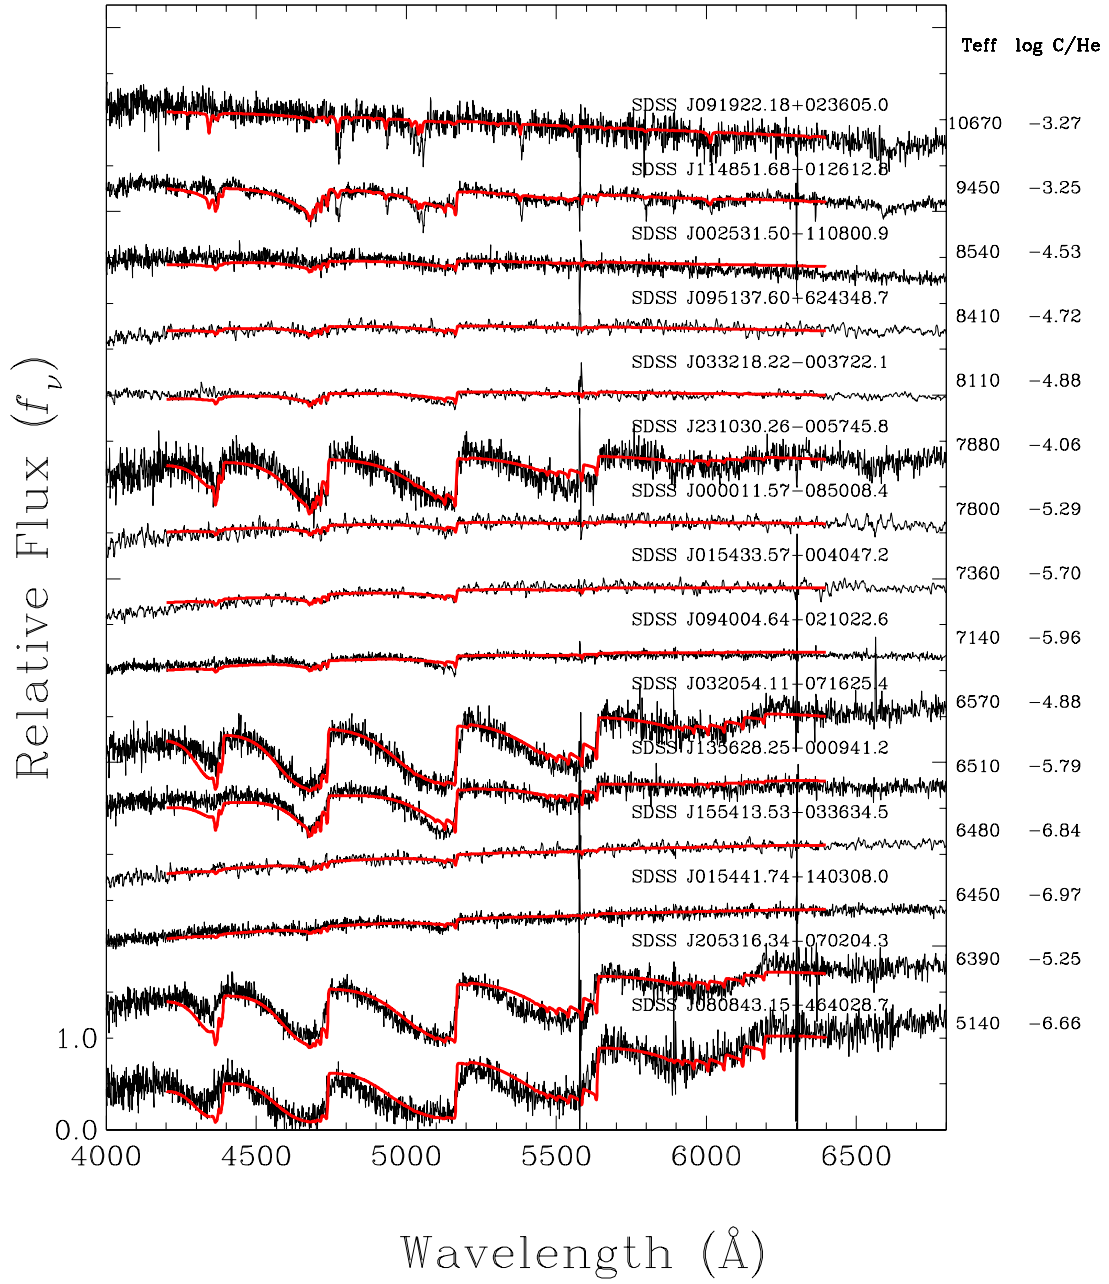 Teff log C/He
SDSS J091922.18+023605.0
10670 −3.27
SDSS J114851.68−012612.8
9450 −3.25
SDSS J002531.50−110800.9
8540 −4.53
SDSS J095137.60+624348.7
8410 −4.72
SDSS J033218.22−003722.1
8110 −4.88
SDSS J231030.26−005745.8
7880 −4.06
SDSS J000011.57−085008.4
7800 −5.29
SDSS J015433.57−004047.2
7360 −5.70
SDSS J094004.64+021022.6
7140 −5.96
SDSS J032054.11−071625.4
6570 −4.88
SDSS J135628.25−000941.2
6510 −5.79
SDSS J155413.53+033634.5
6480 −6.84
SDSS J015441.74+140308.0
6450 −6.97
SDSS J205316.34−070204.3
6390 −5.25
SDSS J080843.15+464028.7
5140 −6.66
Relative Flux (fν)
1.0
0.0
4000 4500 5000 5500 6000 6500
Wavelength (Å)